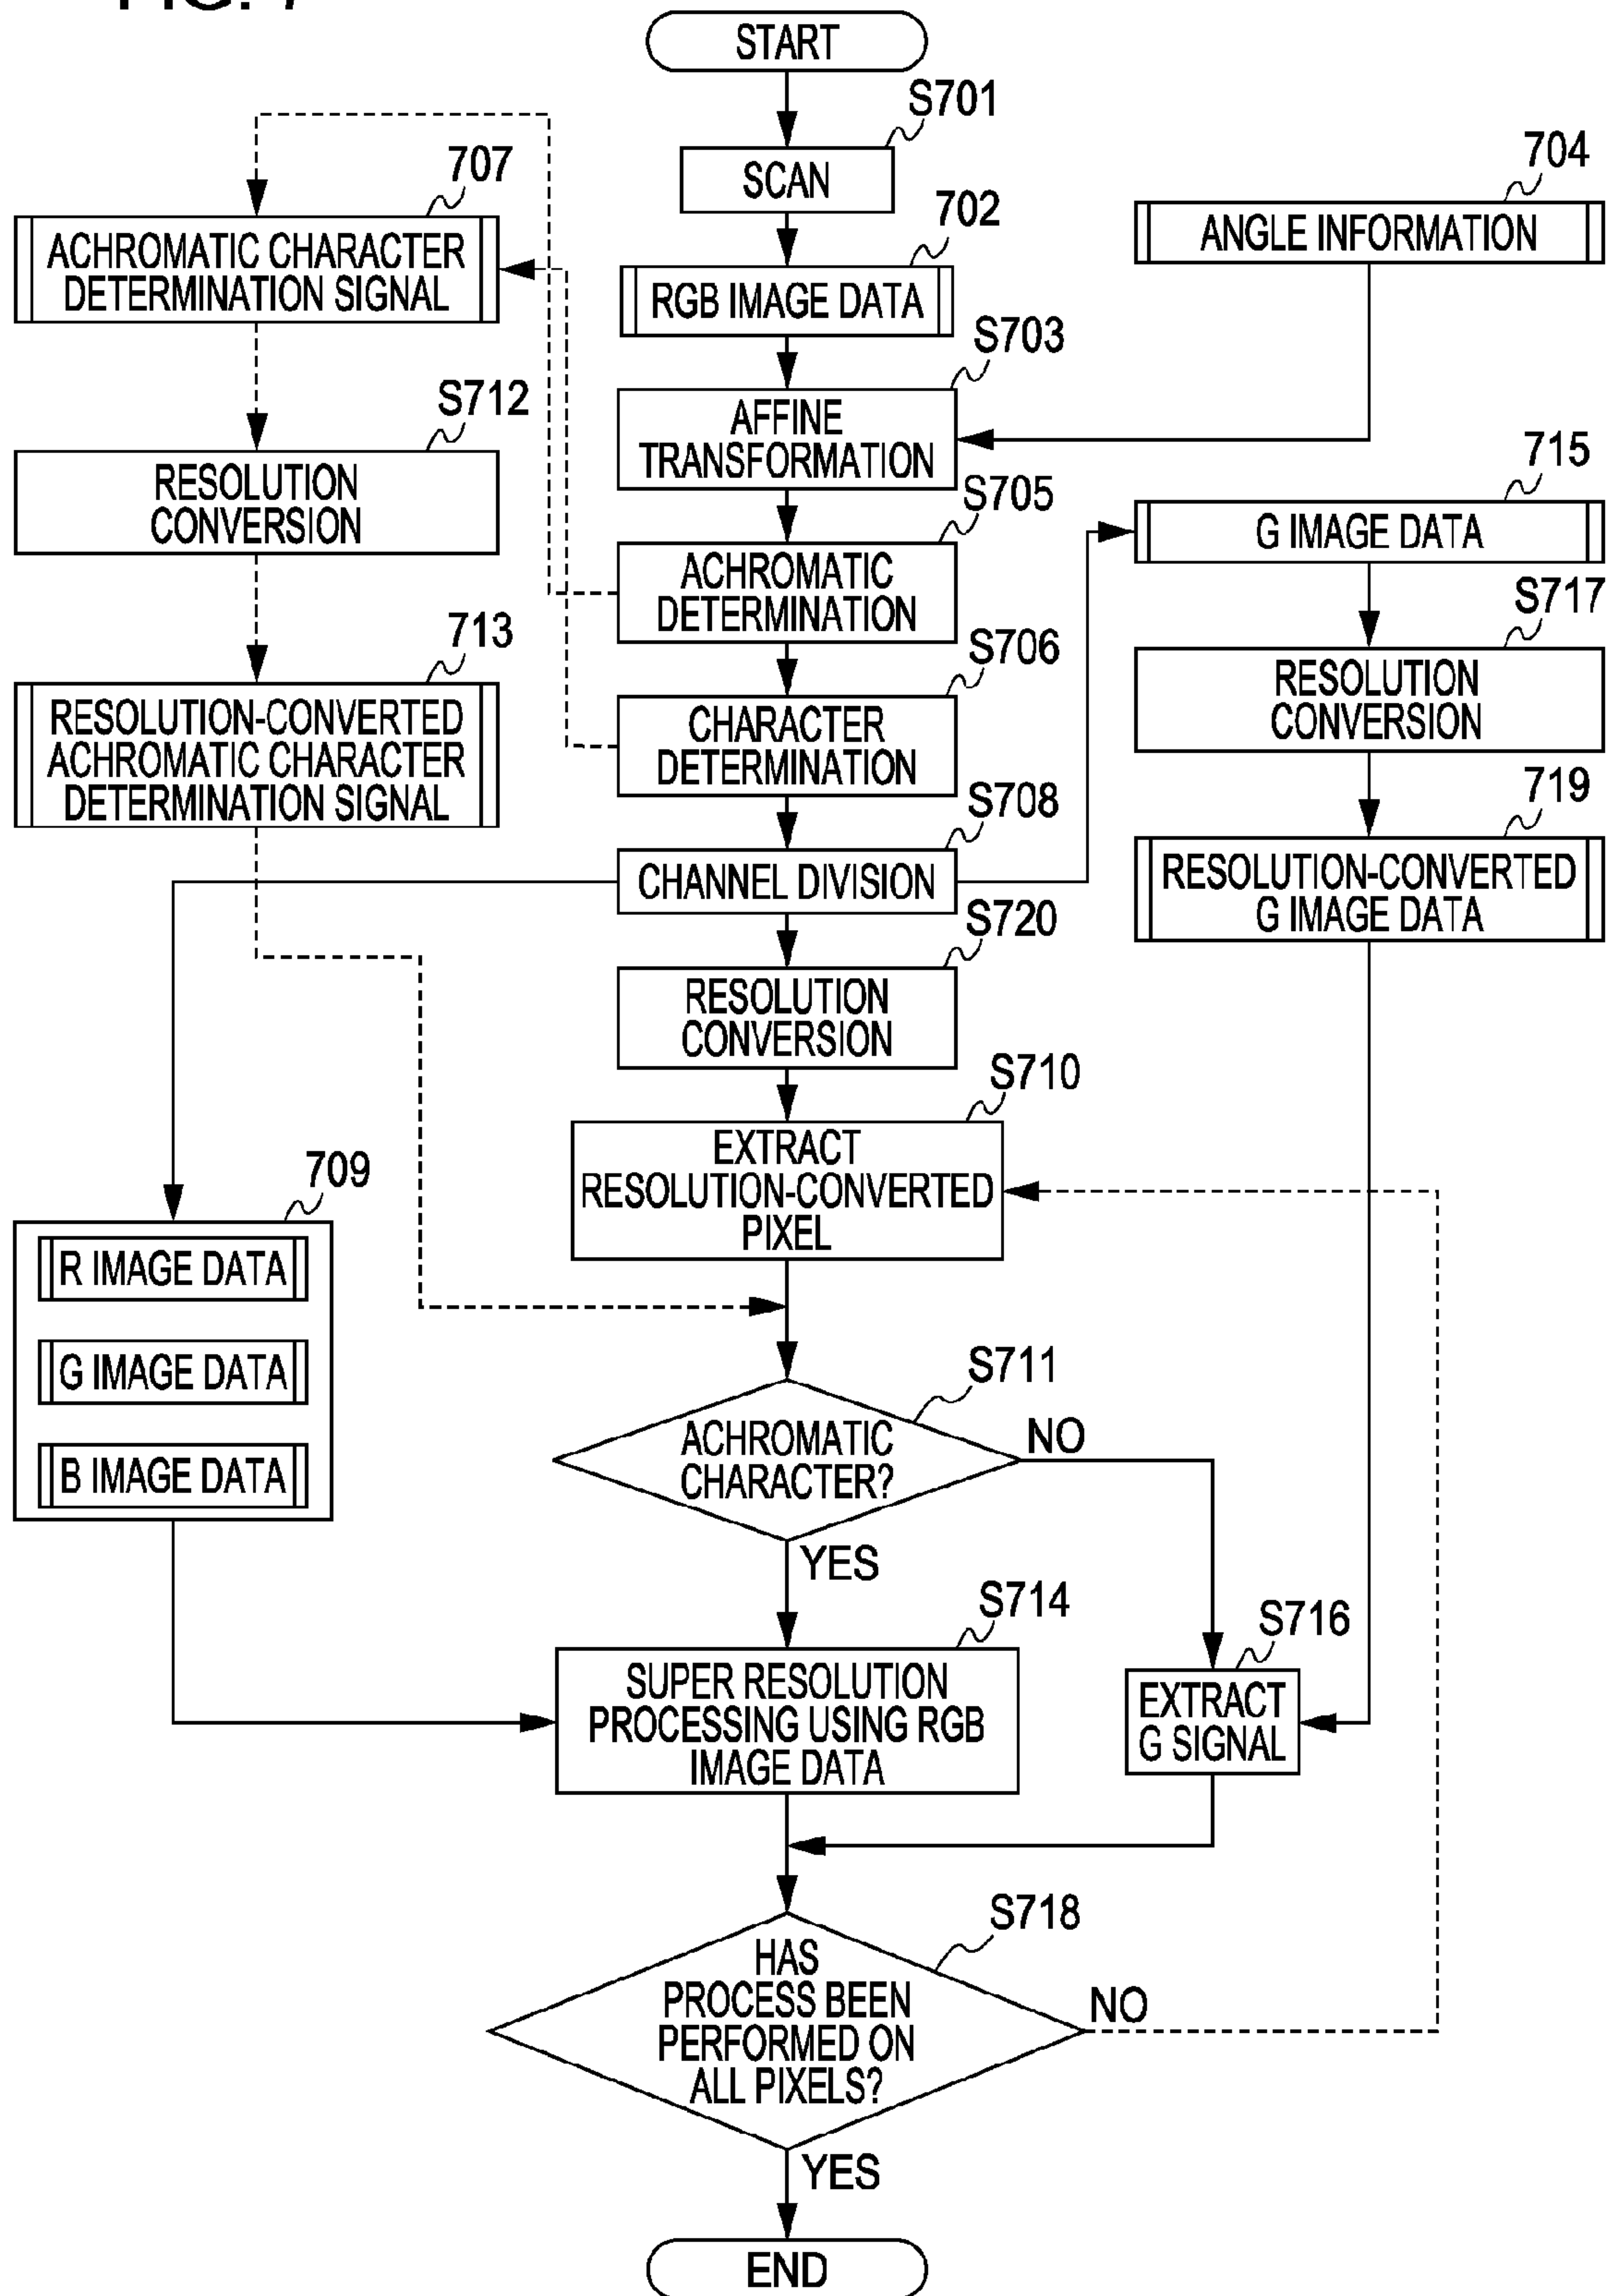 FIG. 7
START
S701
SCAN
707
ACHROMATIC CHARACTER
DETERMINATION SIGNAL
702
RGB IMAGE DATA
704
ANGLE INFORMATION
S703
AFFINE
TRANSFORMATION
S712
RESOLUTION
CONVERSION
S705
ACHROMATIC
DETERMINATION
715
G IMAGE DATA
S706
CHARACTER
DETERMINATION
S717
RESOLUTION
CONVERSION
713
RESOLUTION-CONVERTED
ACHROMATIC CHARACTER
DETERMINATION SIGNAL
S708
CHANNEL DIVISION
719
RESOLUTION-CONVERTED
G IMAGE DATA
S720
RESOLUTION
CONVERSION
S710
EXTRACT
RESOLUTION-CONVERTED
PIXEL
709
R IMAGE DATA
G IMAGE DATA
B IMAGE DATA
S711
ACHROMATIC
CHARACTER?
NO
YES
S714
SUPER RESOLUTION
PROCESSING USING RGB
IMAGE DATA
S716
EXTRACT
G SIGNAL
S718
HAS
PROCESS BEEN
PERFORMED ON
ALL PIXELS?
NO
YES
END